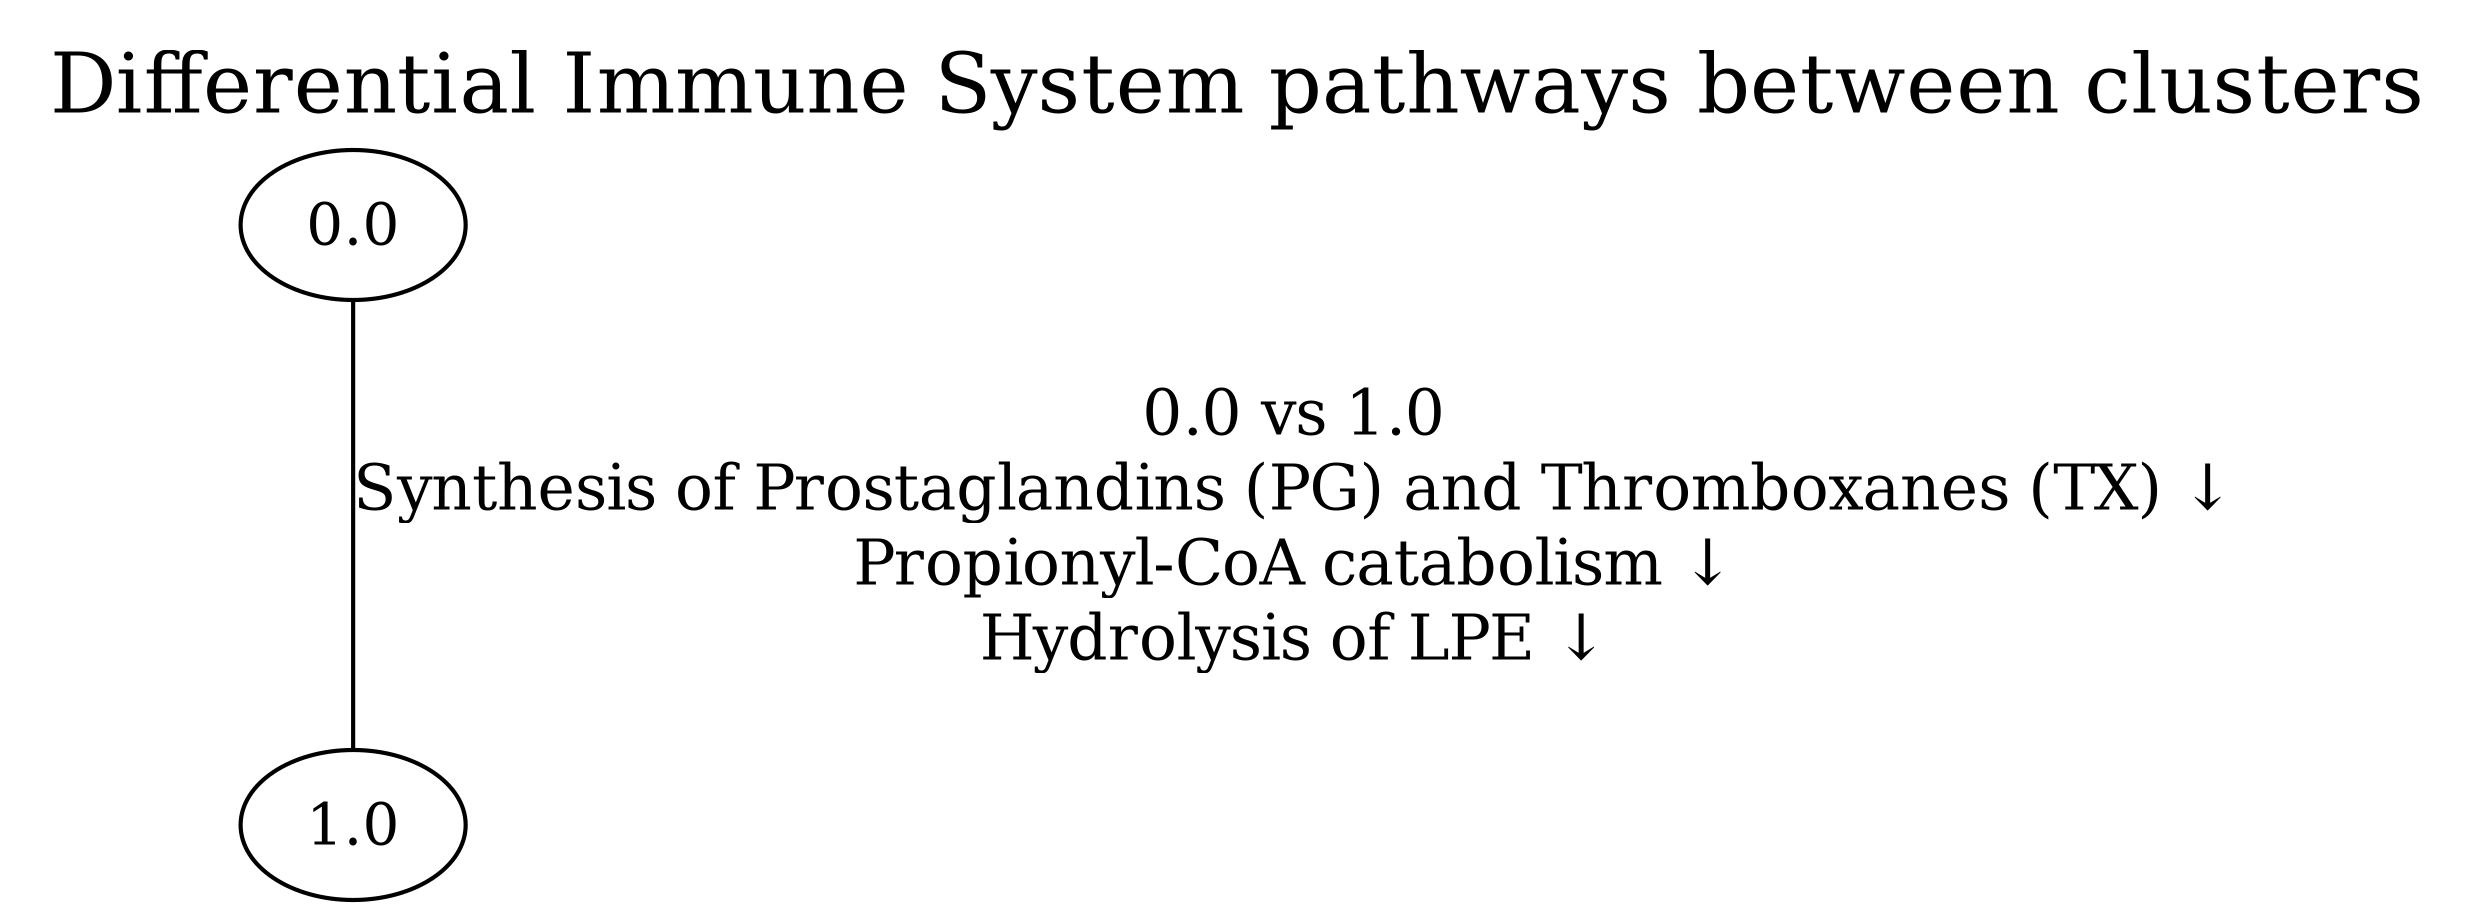 Differential Immune System pathways between clusters
0.0
0.0 vs 1.0
Synthesis of Prostaglandins (PG) and Thromboxanes (TX) ↓
Propionyl-CoA catabolism ↓
Hydrolysis of LPE ↓
1.0